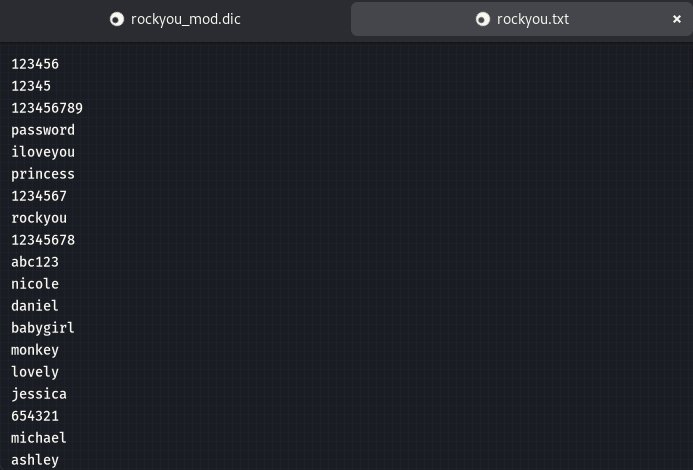 rockyou_mod.dic
rockyou.txt
123456
12345
123456789
password
iloveyou
princess
1234567
rockyou
12345678
abc123
nicole
daniel
babygirl
monkey
lovely
jessica
654321
michael
ashley